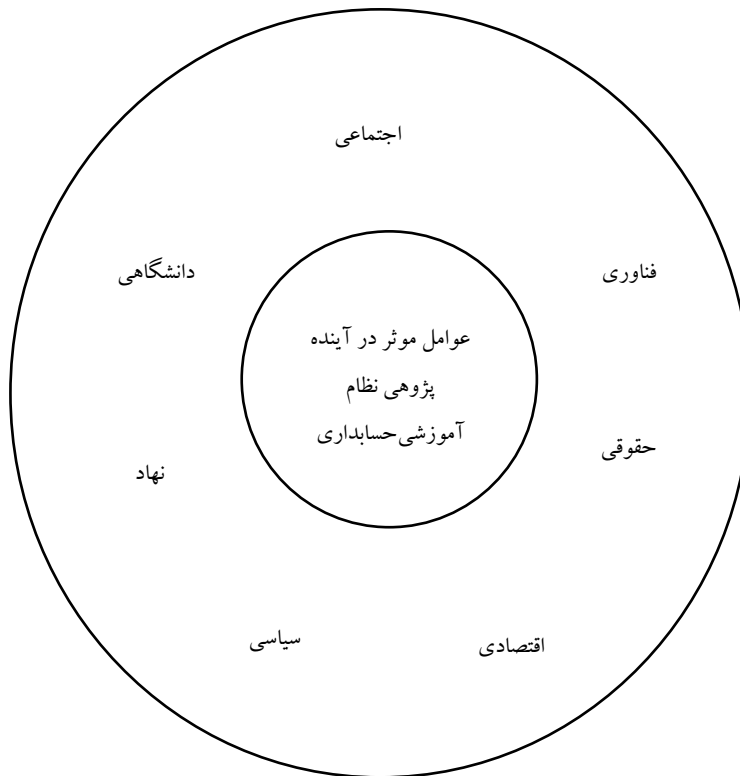 اجتماعی
فناوری
دانشگاهی
عوامل موثر در آینده
پژوهی نظام
آموزشی‌حسابداری
حقوقی
نهاد
سیاسی
اقتصادی